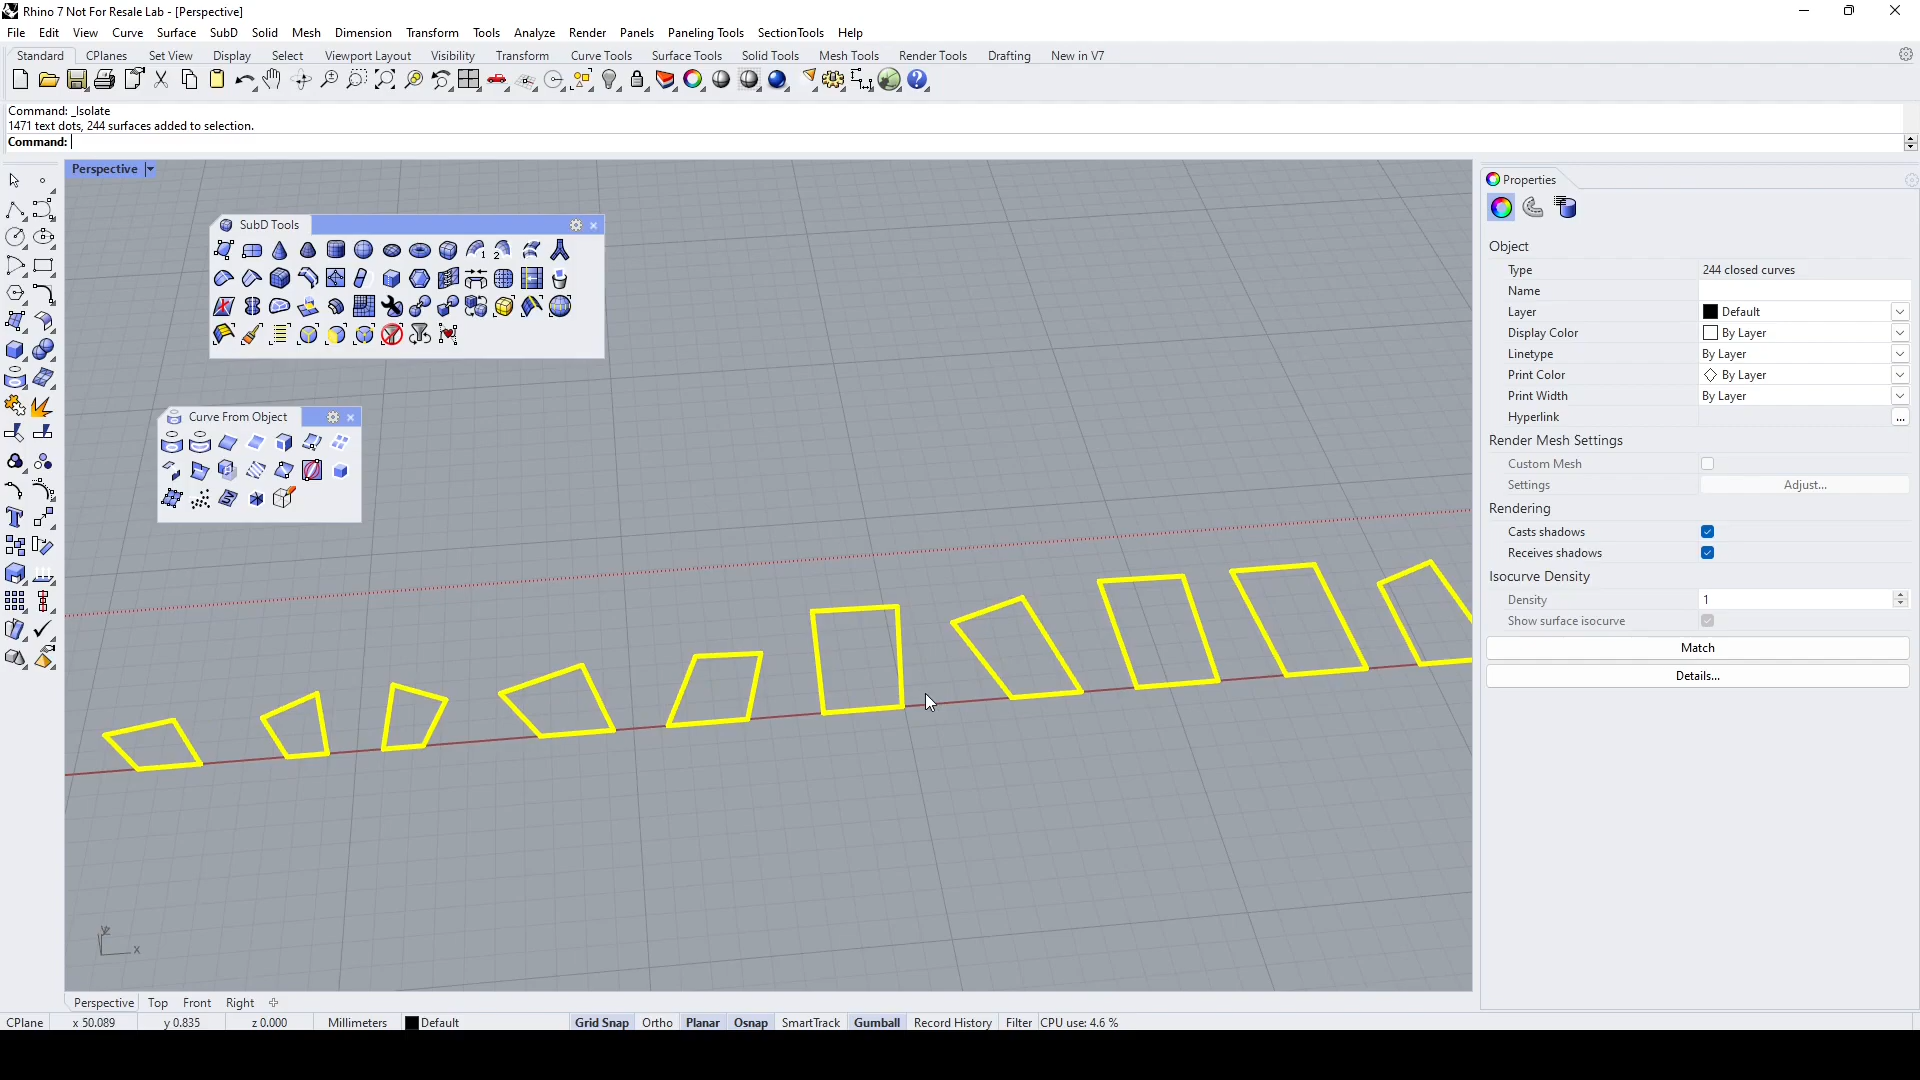 Rhino 7 Not For Resale Lab - [Perspective]
File Edit View Curve Surface SubD Solid Mesh Dimension Transform Tools Analyze Render Panels Paneling Tools SectionTools Help
Standard CPlanes Set View Display Select Viewport Layout Visibility Transform Curve Tools Surface Tools Solid Tools Mesh Tools Render Tools Drafting New in V7
Command: _Isolate
1471 text dots, 244 surfaces added to selection.
Command:
Perspective
Properties
SubD Tools
1 2
Object
Type 244 closed curves
Name
Layer Default
Display Color By Layer
Linetype By Layer
Print Color By Layer
Print Width By Layer
Hyperlink ...
Curve From Object
Render Mesh Settings
Custom Mesh
Settings Adjust...
Rendering
Casts shadows
Receives shadows
Isocurve Density
Density 1
Show surface isocurve
Match
Details...
y
x
Perspective Top Front Right
CPlane x 50.089 y 0.835 z 0.000 Millimeters Default Grid Snap Ortho Planar Osnap SmartTrack Gumball Record History Filter CPU use: 4.6 %